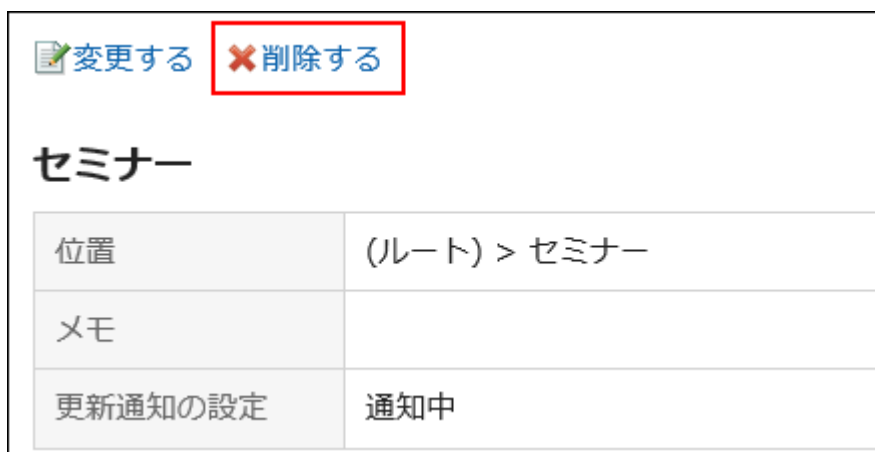 変更する 削除する
セミナー
位置 (ルート) > セミナー
メモ
更新通知の設定 通知中